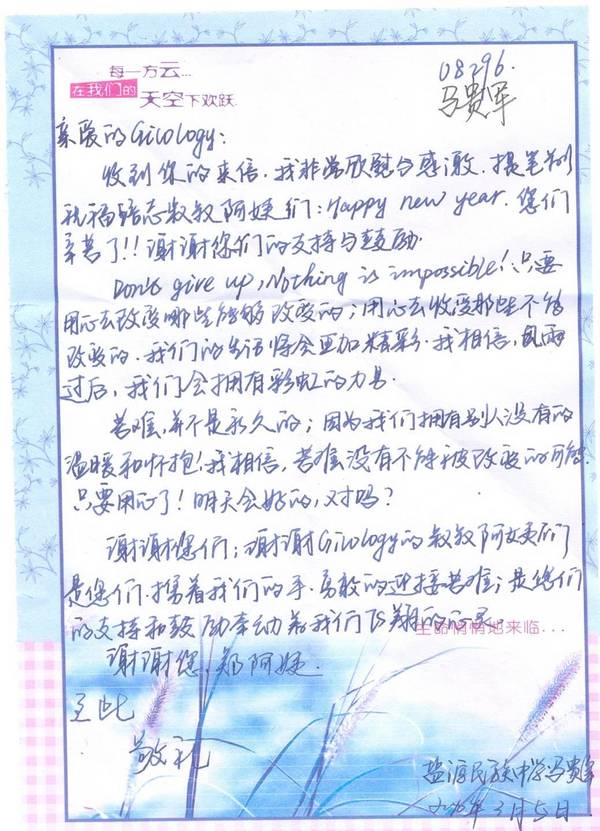 每一方云...
在我们的
天空下欢跃.
08296.
马贵军
亲爱的Gicology:
收到你的来信.我非常欣慰与感激.提笔
祝福 叔叔阿姨们:Happy new year.您们
辛苦了!!谢谢你们的支持与鼓励.
Don't give up,Nothing is impossible!只要
用心去改变哪些能够改变的;用心去收受那些不能
改变的.我们的生活将会更加精彩.我相信,风雨
过后,我们会拥有彩虹的力量.
苦难,并不是永久的;因为我们拥有别人没有的
温暖和怀抱!我相信,苦难没有不能被改变的可能.
只要用心了!明天会好的,对吗?
谢谢您们;谢谢Gicology的叔叔阿姨们
是您们.携着我们的手.勇敢的迎接苦难;是您们
的支持和鼓励牵动着我们飞翔的心灵.
生命悄悄地来临...
谢谢您.郑阿姨.
至此
敬礼
盐源民族中学马贵军
年3月5日